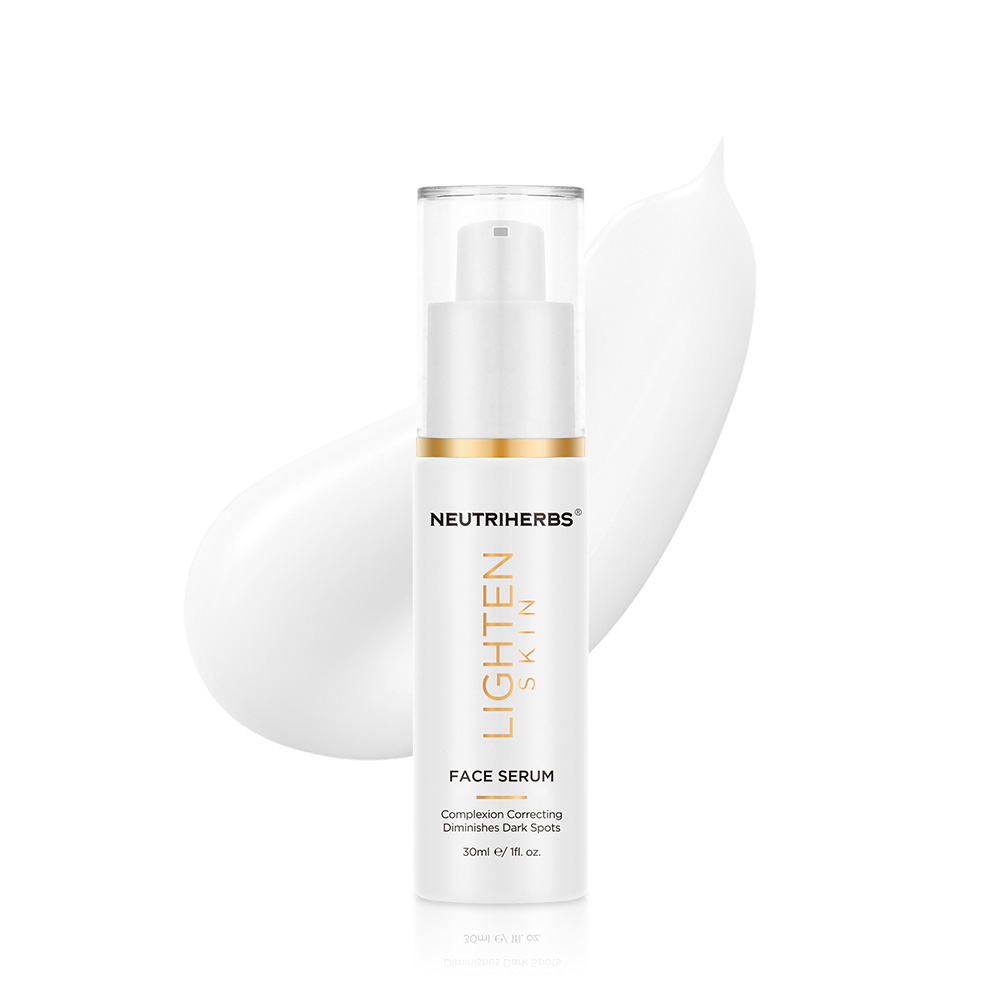 NEUTRIHERBS®
LIGHTEN
SKIN
FACE SERUM
Complexion Correcting
Diminishes Dark Spots
30ml ℮/ 1fl. oz.